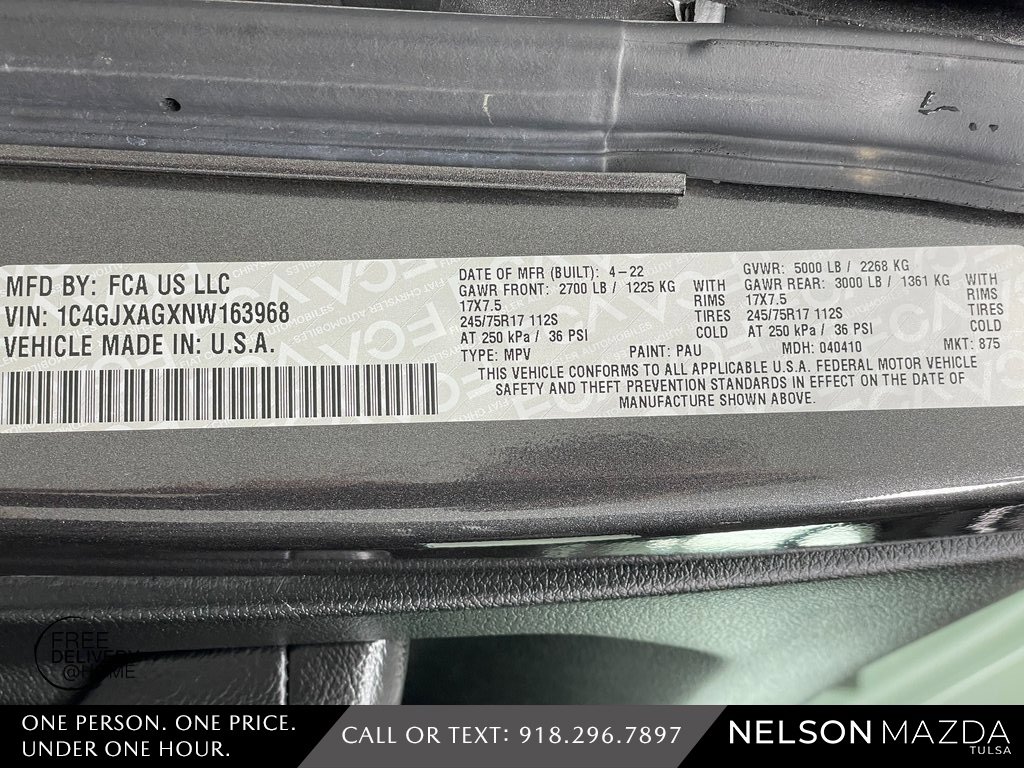 MFD BY: FCA US LLC
VIN: 1C4GJXAGXNW163968
VEHICLE MADE IN: U.S.A.
DATE OF MFR (BUILT): 4-22
GAWR FRONT: 2700 LB / 1225 KG WITH
17X7.5 RIMS
245/75R17 112S TIRES
AT 250 kPa / 36 PSI COLD
GVWR: 5000 LB / 2268 KG
GAWR REAR: 3000 LB / 1361 KG WITH
17X7.5 RIMS
245/75R17 112S TIRES
AT 250 kPa / 36 PSI COLD
TYPE: MPV PAINT: PAU MDH: 040410 MKT: 875
THIS VEHICLE CONFORMS TO ALL APPLICABLE U.S.A. FEDERAL MOTOR VEHICLE
SAFETY AND THEFT PREVENTION STANDARDS IN EFFECT ON THE DATE OF
MANUFACTURE SHOWN ABOVE.
FREE
DELIVERY
@HOME
ONE PERSON. ONE PRICE.
UNDER ONE HOUR.
CALL OR TEXT: 918.296.7897
NELSON MAZDA
TULSA